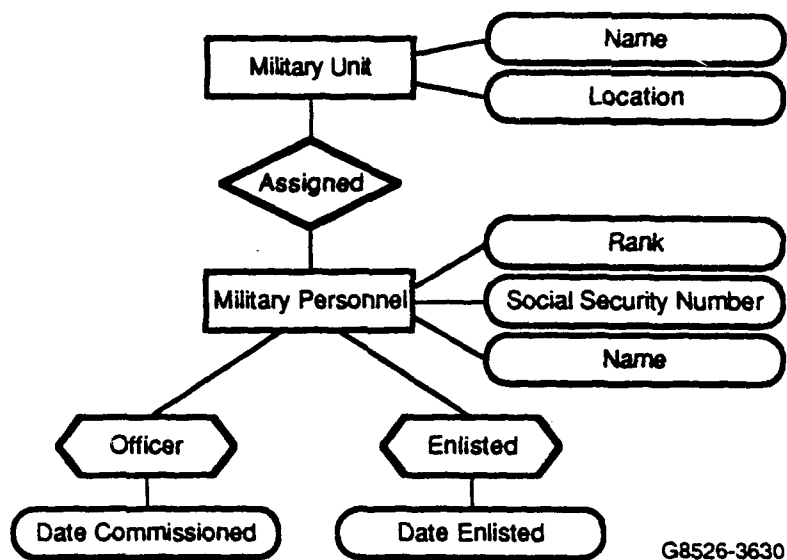 Name
Military Unit
Location
Assigned
Rank
Military Personnel
Social Security Number
Name
Officer
Enlisted
Date Commissioned
Date Enlisted
G8526-3630